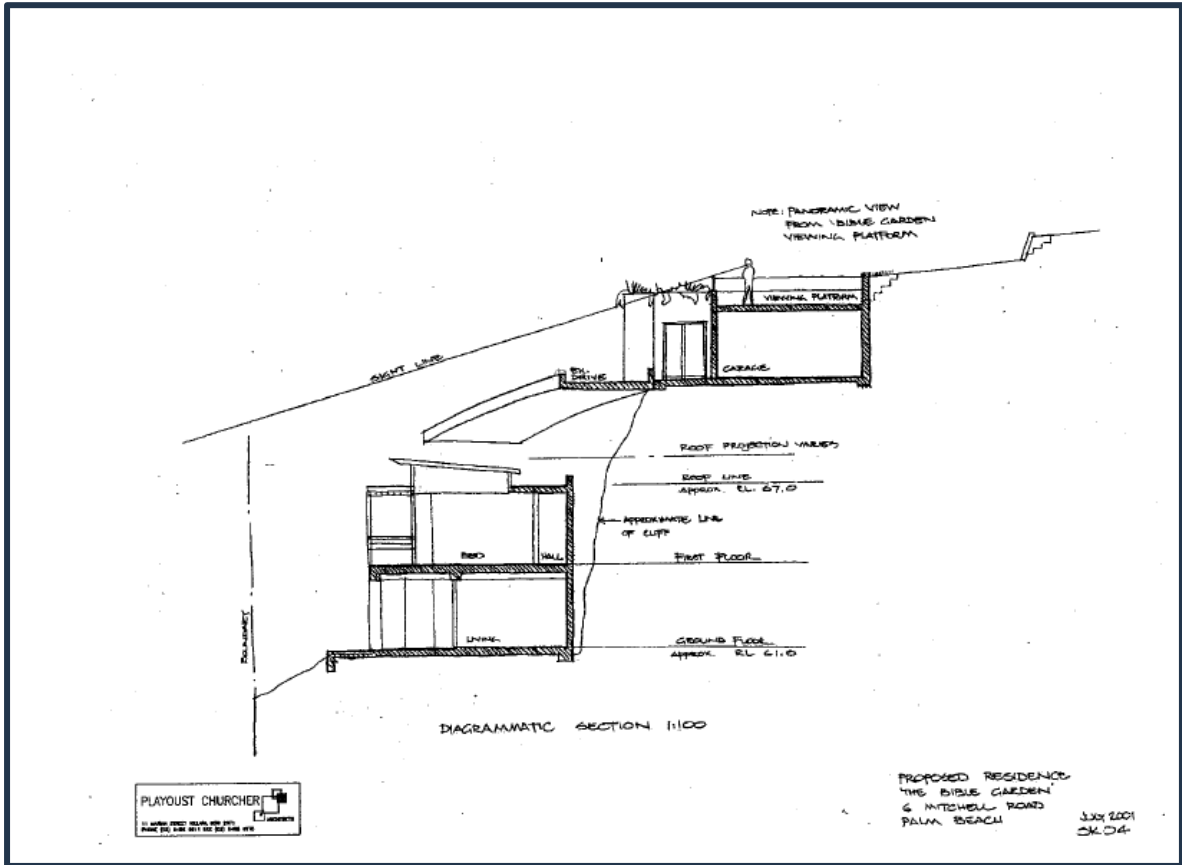 NOTE: PANORAMIC VIEW
FROM 'BIBLE GARDEN
VIEWING PLATFORM
VIEWING PLATFORM
SIGHT LINE
EX.
DRIVE
GARAGE
ROOF PROJECTION VARIES
ROOF LINE
APPROX. RL. 67.0
APPROXIMATE LINE
OF CLIFF
BED
HALL
FIRST FLOOR
BOUNDARY
LIVING
GROUND FLOOR
APPROX. RL 61.0
DIAGRAMMATIC SECTION 1:100
PLAYOUST CHURCHER
ARCHITECTS
PROPOSED RESIDENCE
'THE BIBLE GARDEN'
6 MITCHELL ROAD
PALM BEACH
JULY 2001
SK 04